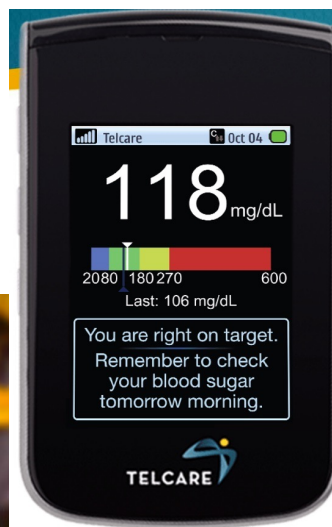 Telcare Oct 04
118 mg/dL
20 80 180 270 600
Last: 106 mg/dL
You are right on target.
Remember to check
your blood sugar
tomorrow morning.
TELCARE